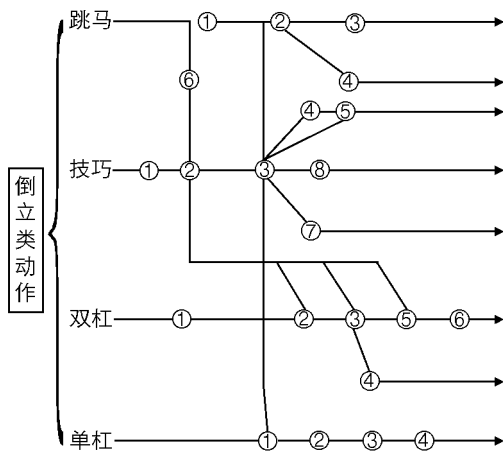 跳马 ① ② ③
⑥ ④
④ ⑤
倒立类动作
技巧 ① ② ③ ⑧
⑦
双杠 ① ② ③ ⑤ ⑥
④
单杠 ① ② ③ ④